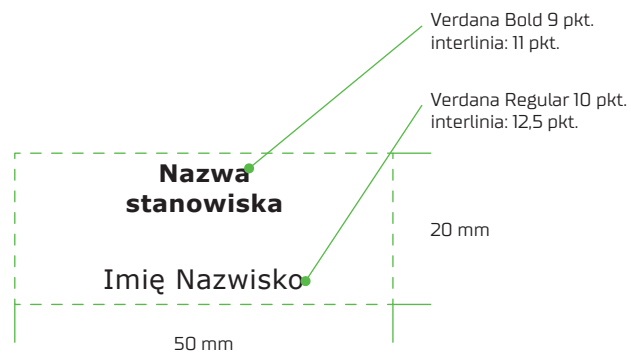 Verdana Bold 9 pkt.
interlinia: 11 pkt.
Verdana Regular 10 pkt.
interlinia: 12,5 pkt.
Nazwa
stanowiska
20 mm
Imię Nazwisko
50 mm